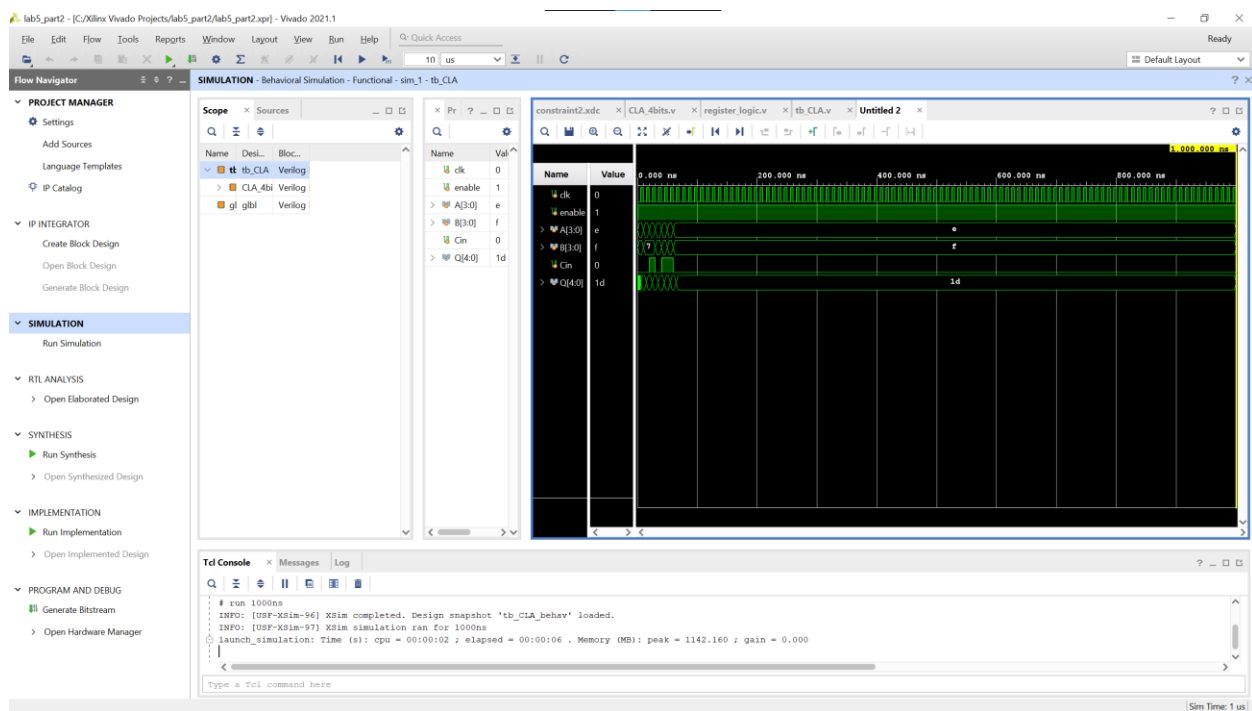 lab5_part2 - [C:/Xilinx Vivado Projects/lab5_part2/lab5_part2.xpr] - Vivado 2021.1
File Edit Flow Tools Reports Window Layout View Run Help Quick Access Ready
10 us Default Layout
Flow Navigator SIMULATION - Behavioral Simulation - Functional - sim_1 - tb_CLA
PROJECT MANAGER
Settings
Add Sources
Language Templates
IP Catalog
IP INTEGRATOR
Create Block Design
Open Block Design
Generate Block Design
SIMULATION
Run Simulation
RTL ANALYSIS
Open Elaborated Design
SYNTHESIS
Run Synthesis
Open Synthesized Design
IMPLEMENTATION
Run Implementation
Open Implemented Design
PROGRAM AND DEBUG
Generate Bitstream
Open Hardware Manager
Scope Sources
Name Desi... Bloc...
tb_CLA Verilog
CLA_4bi Verilog
gl glbl Verilog
Pr
Name Val
clk 0
enable 1
A[3:0] e
B[3:0] f
Cin 0
Q[4:0] 1d
constraint2.xdc CLA_4bits.v register_logic.v tb_CLA.v Untitled 2
1,000.000 ns
Name Value 0.000 ns 200.000 ns 400.000 ns 600.000 ns 800.000 ns
clk 0
enable 1
A[3:0] e e
B[3:0] f 7 f
Cin 0
Q[4:0] 1d 1d
Tcl Console Messages Log
# run 1000ns
INFO: [USF-XSim-96] XSim completed. Design snapshot 'tb_CLA_behav' loaded.
INFO: [USF-XSim-97] XSim simulation ran for 1000ns
launch_simulation: Time (s): cpu = 00:00:02 ; elapsed = 00:00:06 . Memory (MB): peak = 1142.160 ; gain = 0.000
Type a Tcl command here
Sim Time: 1 us